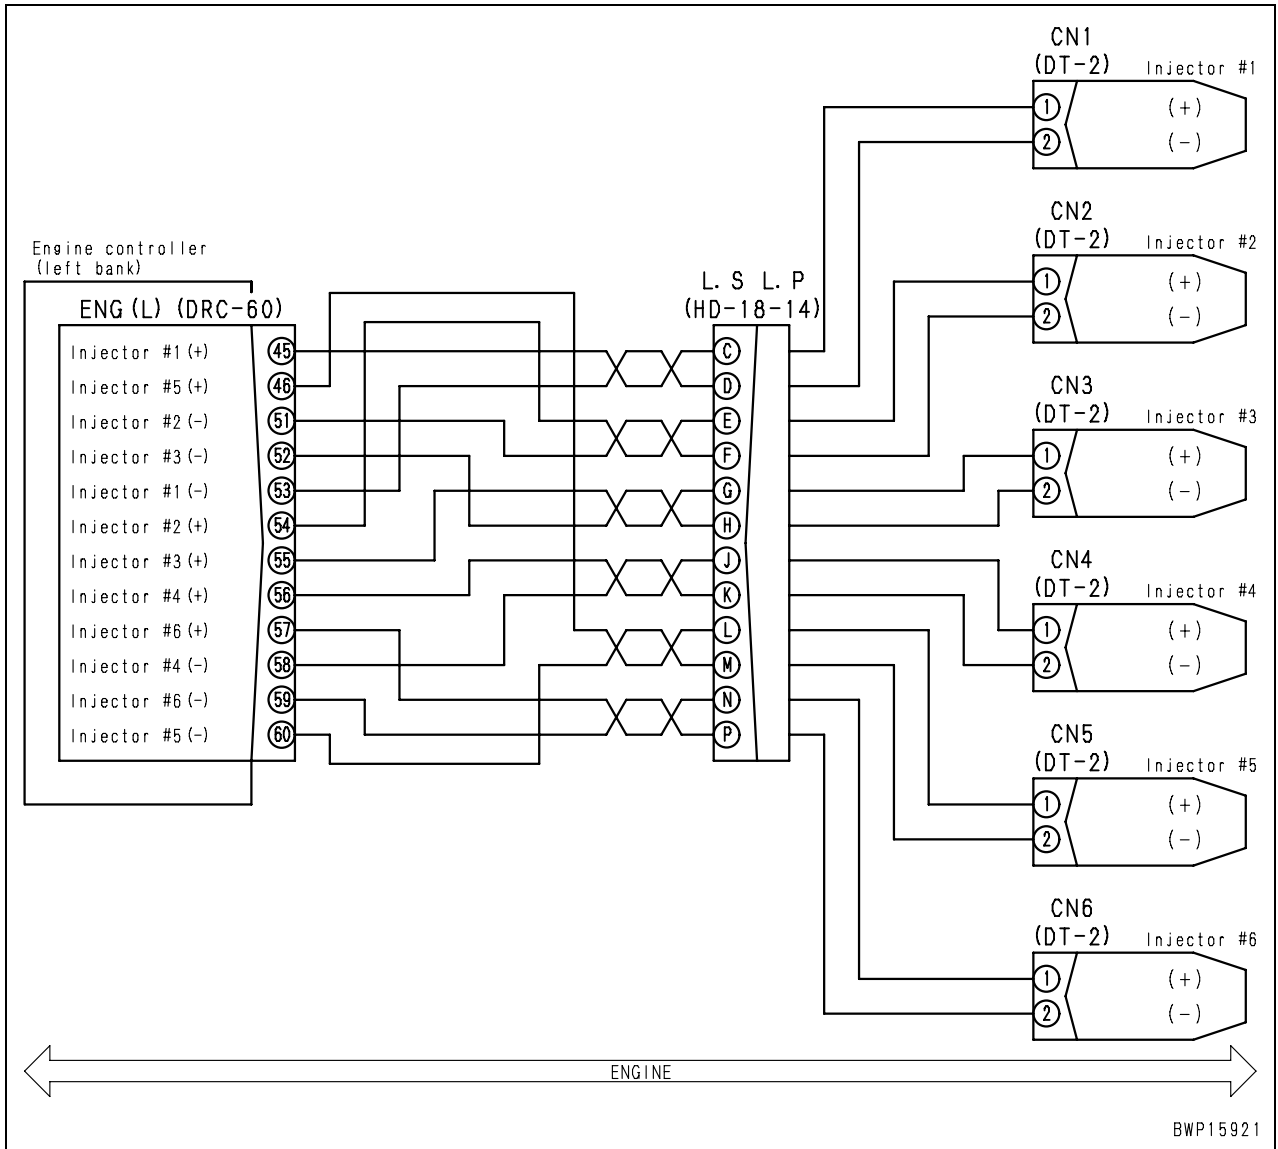 CN1
(DT-2) Injector #1
1 (+)
2 (-)
CN2
(DT-2) Injector #2
1 (+)
2 (-)
Engine controller
(left bank)
ENG (L) (DRC-60)
L. S L. P
(HD-18-14)
Injector #1 (+) 45
Injector #5 (+) 46
Injector #2 (-) 51
Injector #3 (-) 52
Injector #1 (-) 53
Injector #2 (+) 54
Injector #3 (+) 55
Injector #4 (+) 56
Injector #6 (+) 57
Injector #4 (-) 58
Injector #6 (-) 59
Injector #5 (-) 60
C
D
E
F
G
H
J
K
L
M
N
P
CN3
(DT-2) Injector #3
1 (+)
2 (-)
CN4
(DT-2) Injector #4
1 (+)
2 (-)
CN5
(DT-2) Injector #5
1 (+)
2 (-)
CN6
(DT-2) Injector #6
1 (+)
2 (-)
ENGINE
BWP15921